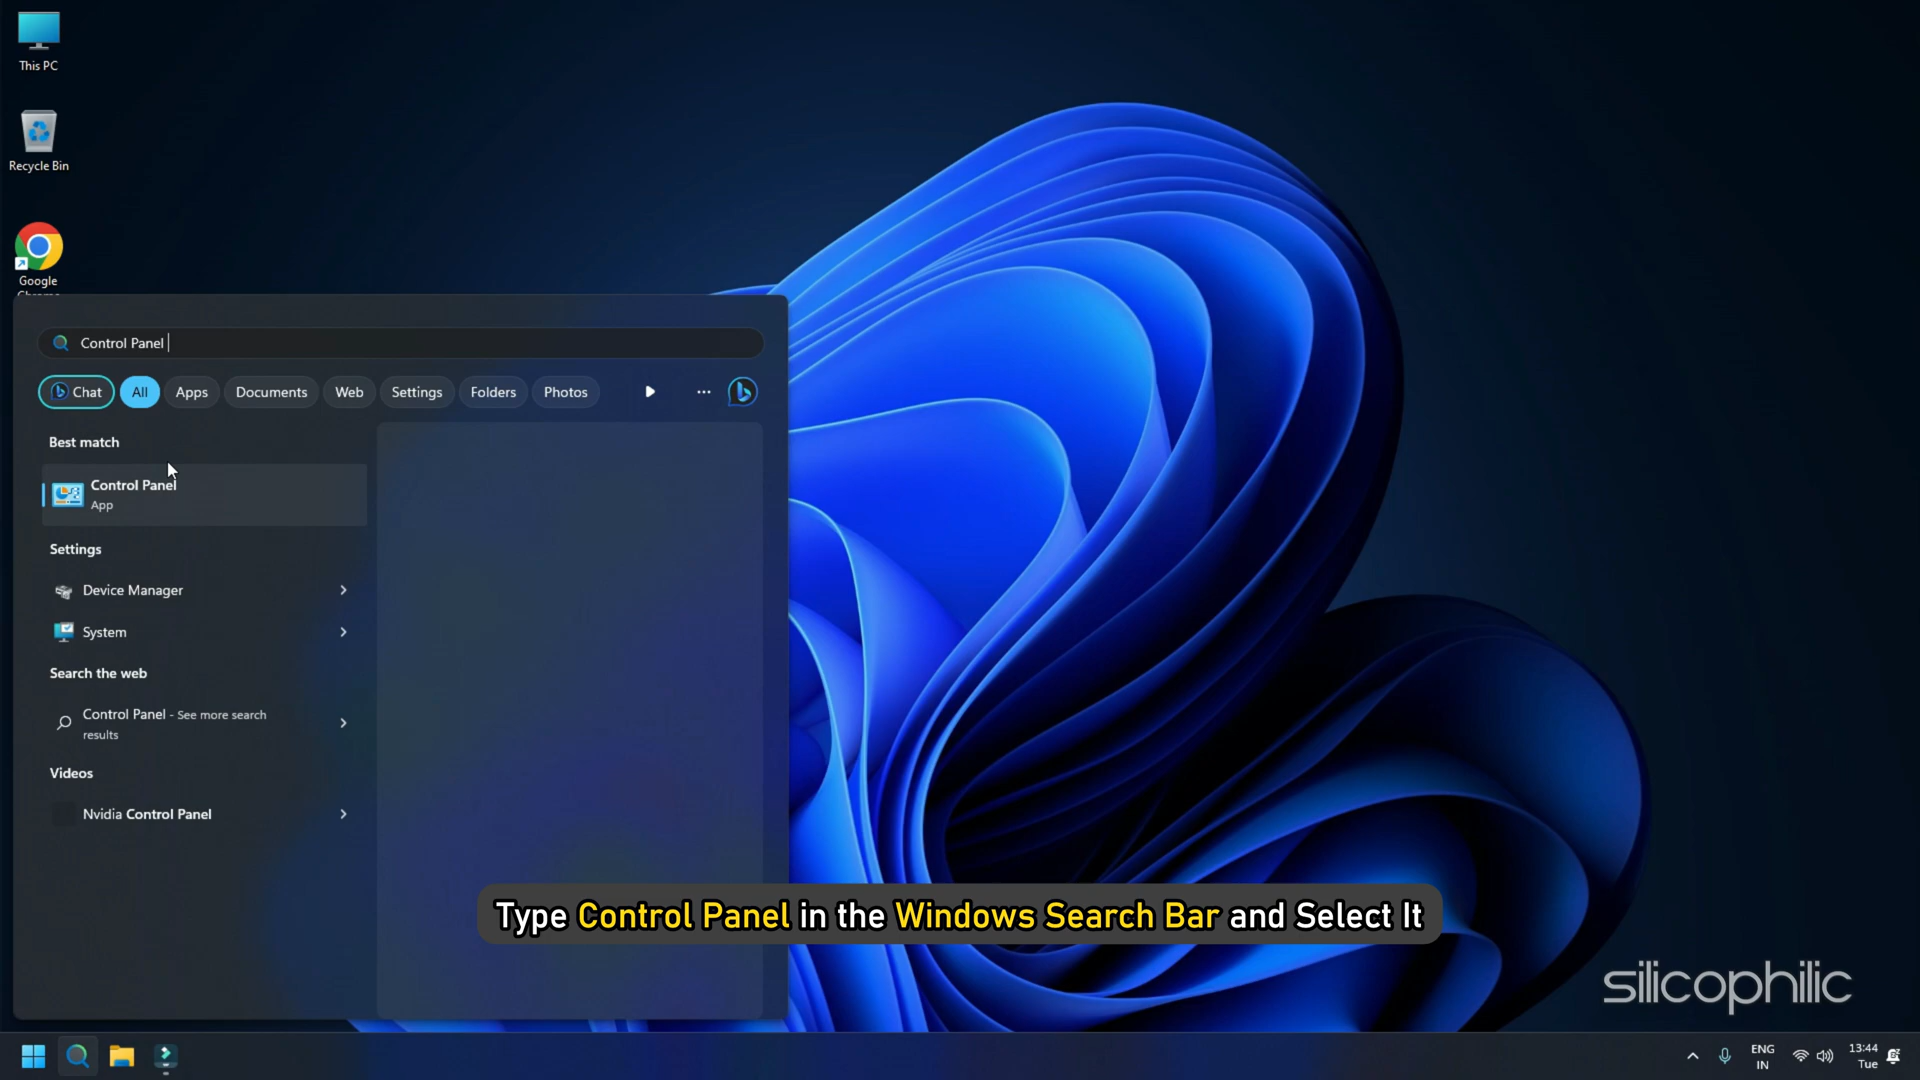 This PC
Recycle Bin
Google
Control Panel
Chat
All
Apps
Documents
Web
Settings
Folders
Photos
Best match
Control Panel
App
Settings
Device Manager
System
Search the web
Control Panel - See more search
results
Videos
Nvidia Control Panel
Type Control Panel in the Windows Search Bar and Select It
silicophilic
ENG
IN
13:44
Tue